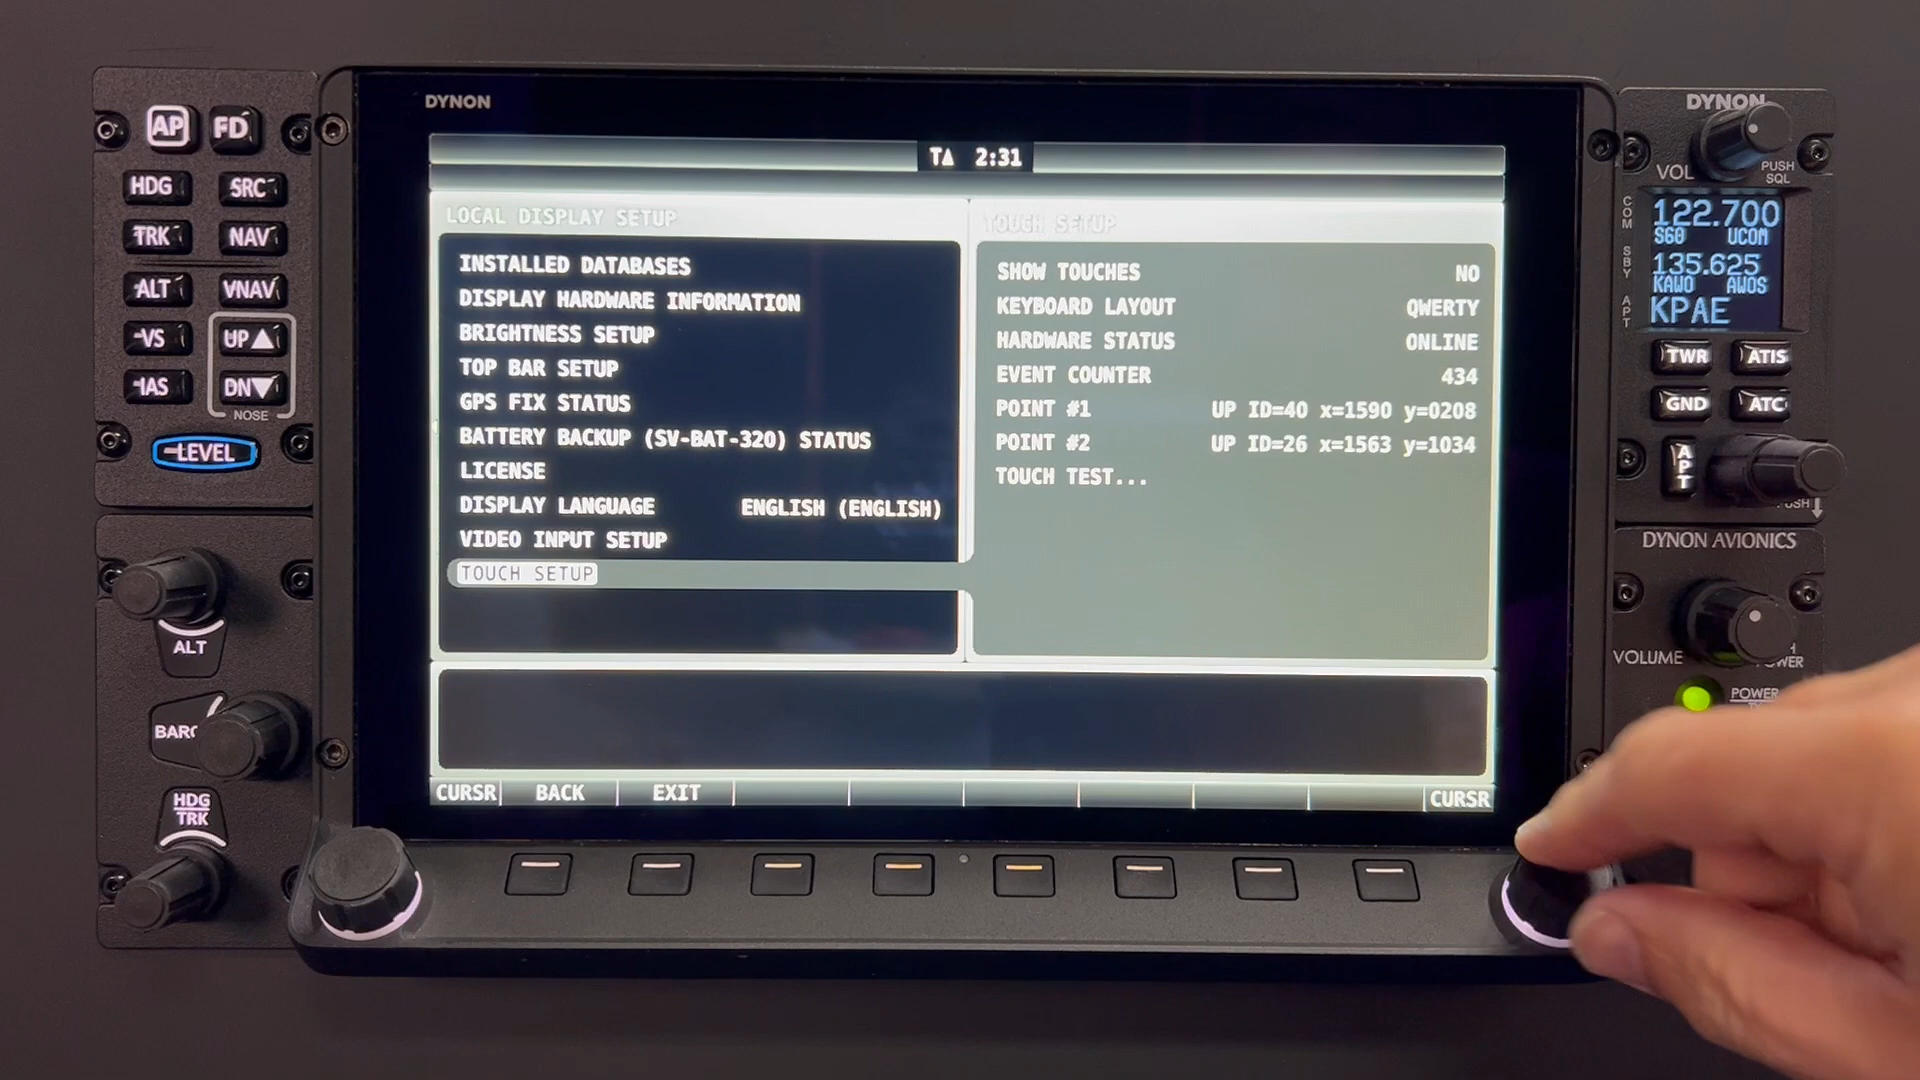 AP FD
HDG SRC
TRK NAV
ALT VNAV
VS UP▲
IAS DN▼
NOSE
LEVEL
ALT
BARO
HDG
TRK
DYNON
2:31
LOCAL DISPLAY SETUP
INSTALLED DATABASES
DISPLAY HARDWARE INFORMATION
BRIGHTNESS SETUP
TOP BAR SETUP
GPS FIX STATUS
BATTERY BACKUP (SV-BAT-320) STATUS
LICENSE
DISPLAY LANGUAGE ENGLISH (ENGLISH)
VIDEO INPUT SETUP
TOUCH SETUP
TOUCH SETUP
SHOW TOUCHES NO
KEYBOARD LAYOUT QWERTY
HARDWARE STATUS ONLINE
EVENT COUNTER 434
POINT #1 UP ID=40 x=1590 y=0208
POINT #2 UP ID=26 x=1563 y=1034
TOUCH TEST...
CURSR BACK EXIT CURSR
DYNON
VOL
PUSH
SQL
COM
122.700
S60 UCOM
SBY
135.625
KAWO AWOS
APT
KPAE
TWR ATIS
GND ATC
APT
PUSH
DYNON AVIONICS
VOLUME
POWER